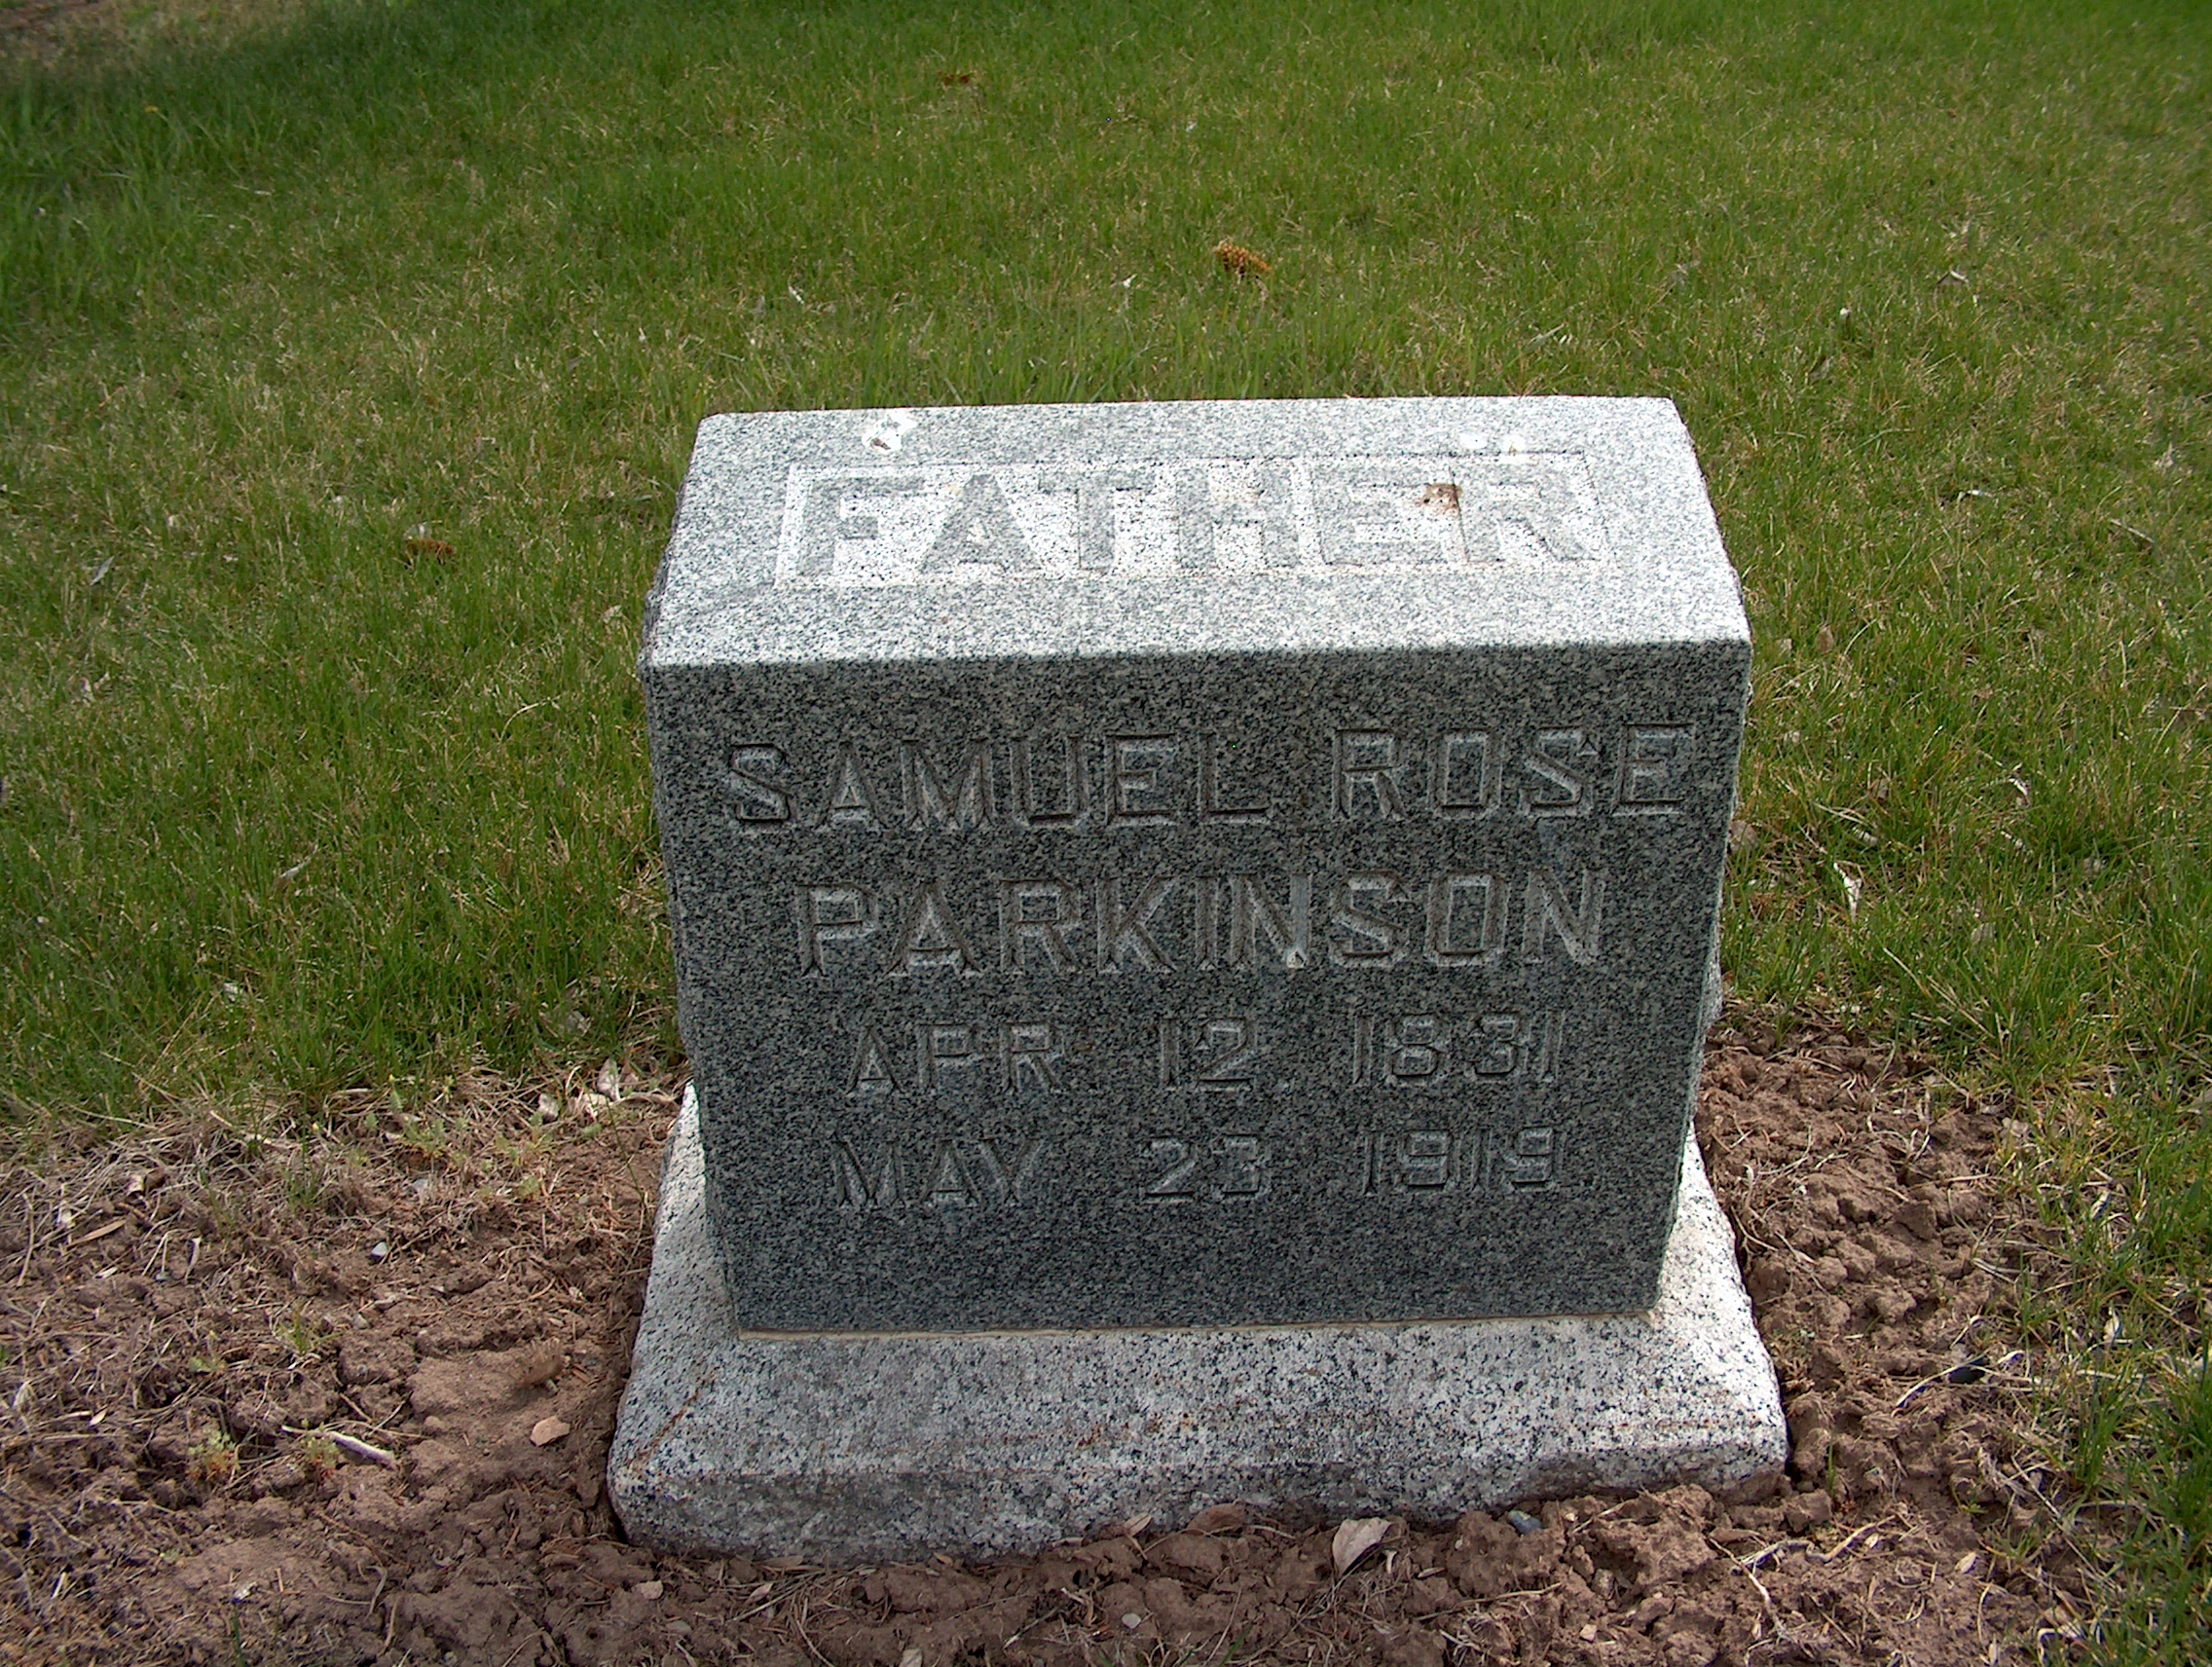 FATHER
SAMUEL ROSE
PARKINSON
APR 12 1831
MAY 23 1919